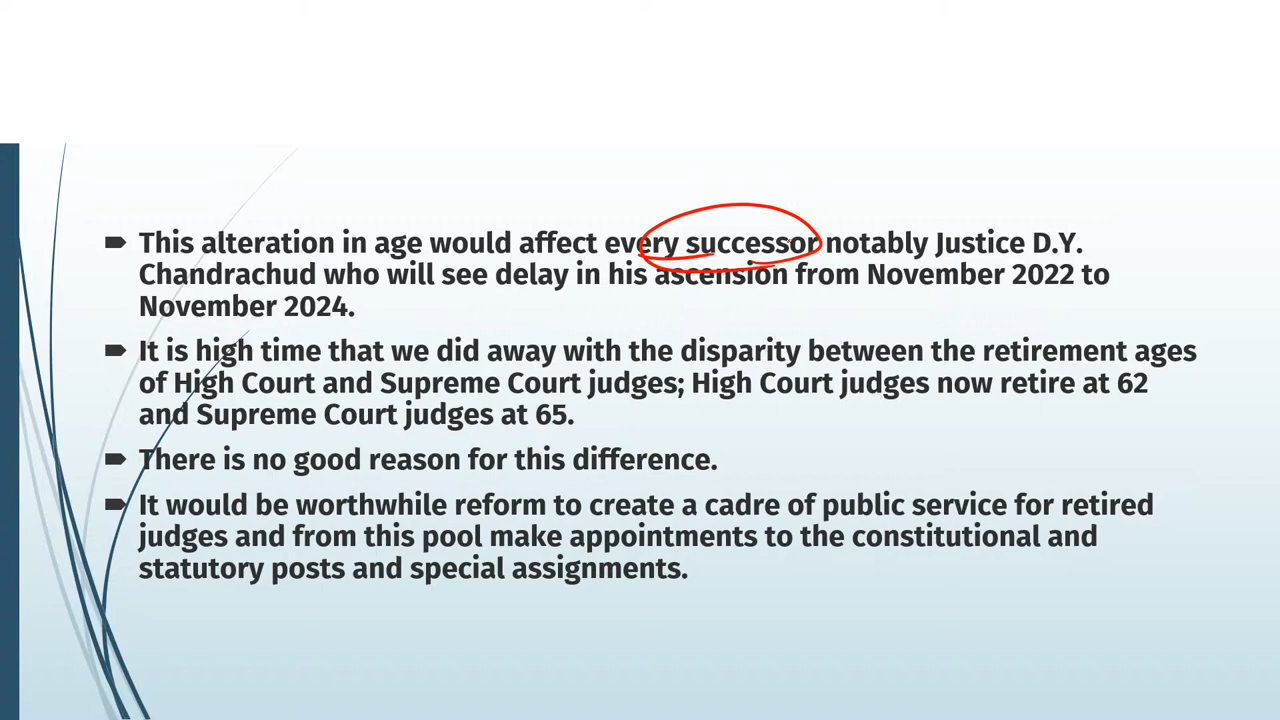 This alteration in age would affect every successor notably Justice D.Y.
Chandrachud who will see delay in his ascension from November 2022 to
November 2024.
It is high time that we did away with the disparity between the retirement ages
of High Court and Supreme Court judges; High Court judges now retire at 62
and Supreme Court judges at 65.
There is no good reason for this difference.
It would be worthwhile reform to create a cadre of public service for retired
judges and from this pool make appointments to the constitutional and
statutory posts and special assignments.